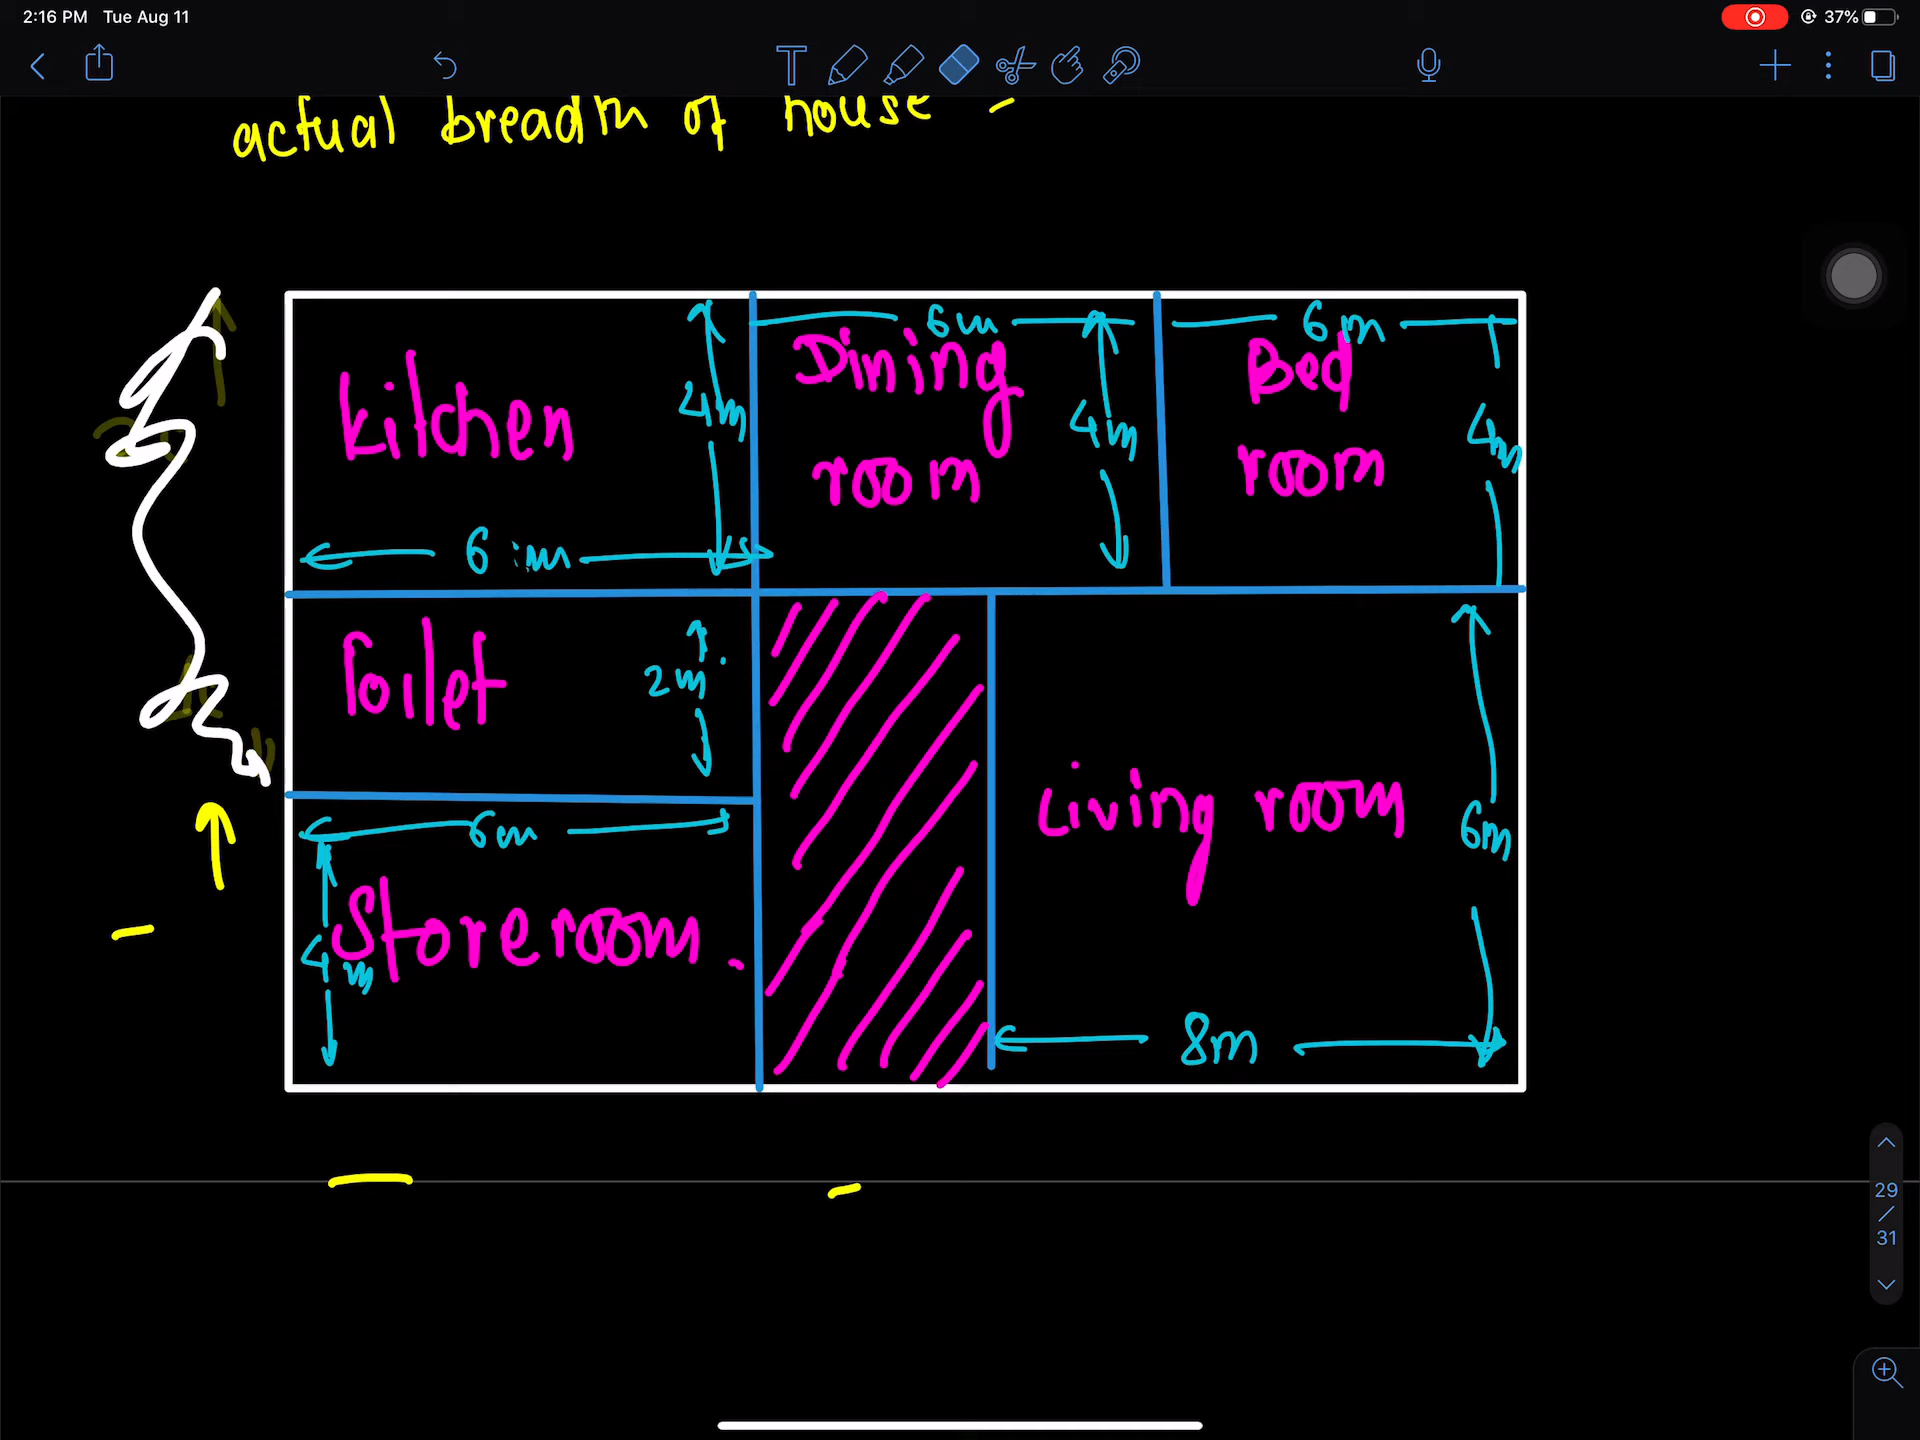 2:16 PM Tue Aug 11
37%
actual breadth of house -
6m
6m
Dining
room
Bed
room
kitchen
4m
4m
4m
6 m
Toilet
2m
Living room
6m
6m
Storeroom.
4m
8m
29
/
31